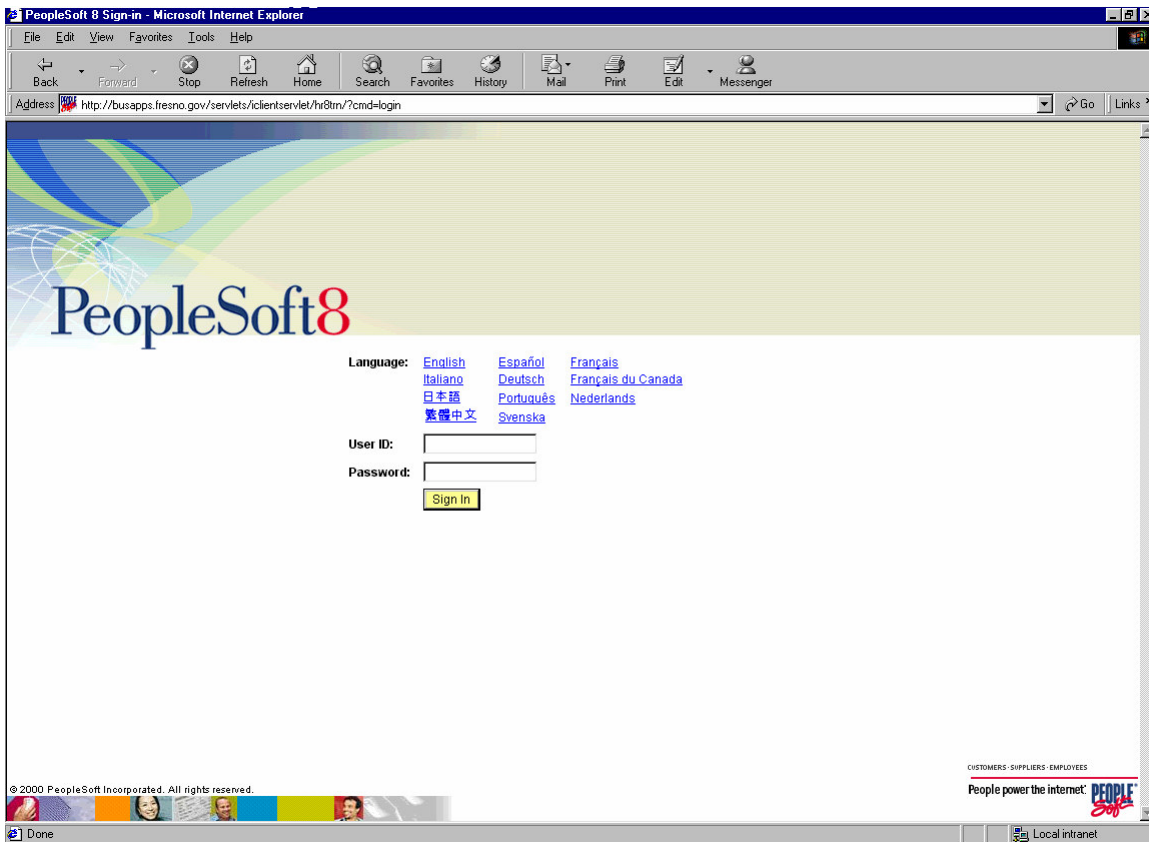 PeopleSoft 8 Sign-in - Microsoft Internet Explorer
File Edit View Favorites Tools Help
Back Forward Stop Refresh Home Search Favorites History Mail Print Edit Messenger
Address http://busapps.fresno.gov/servlets/iclientservlet/hr8trn/?cmd=login Go Links
PeopleSoft8
Language: English Español Français
Italiano Deutsch Français du Canada
日本語 Português Nederlands
繁體中文 Svenska
User ID:
Password:
Sign In
CUSTOMERS·SUPPLIERS·EMPLOYEES
© 2000 PeopleSoft Incorporated. All rights reserved.
People power the internet.
PEOPLE
Soft
Done Local intranet